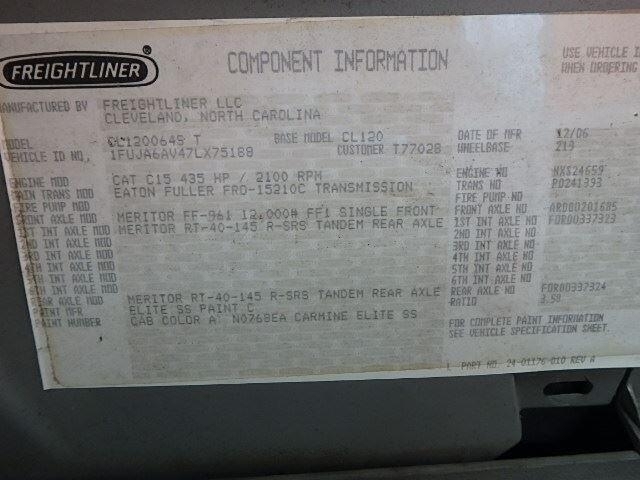 FREIGHTLINER ®
COMPONENT INFORMATION
USE VEHICLE
WHEN ORDERING
MANUFACTURED BY FREIGHTLINER LLC
CLEVELAND, NORTH CAROLINA
MODEL CL120064S T BASE MODEL CL120 DATE OF MFR 12/06
VEHICLE ID NO. 1FUJA6AV47LX75189 CUSTOMER T7702B WHEELBASE 219
ENGINE MOD CAT C15 435 HP / 2100 RPM ENGINE NO NXS24659
MAIN TRANS MOD EATON FULLER FRO-15210C TRANSMISSION TRANS NO RD241393
FIRE PUMP MOD FIRE PUMP NO
FRONT AXLE MOD MERITOR FF-961 12,000# FF1 SINGLE FRONT FRONT AXLE NO ARD00201685
1ST INT AXLE MOD MERITOR RT-40-145 R-SRS TANDEM REAR AXLE 1ST INT AXLE NO FOR00337323
2ND INT AXLE MOD 2ND INT AXLE NO
3RD INT AXLE MOD 3RD INT AXLE NO
4TH INT AXLE MOD 4TH INT AXLE NO
5TH INT AXLE MOD 5TH INT AXLE NO
6TH INT AXLE MOD 6TH INT AXLE NO
REAR AXLE MOD MERITOR RT-40-145 R-SRS TANDEM REAR AXLE REAR AXLE NO FOR00337324
PAINT MFR ELITE SS PAINT C RATIO 3.58
PAINT NUMBER CAB COLOR A: N0768EA CARMINE ELITE SS
FOR COMPLETE PAINT INFORMATION
SEE VEHICLE SPECIFICATION SHEET.
PART NO. 24-01176-010 REV A